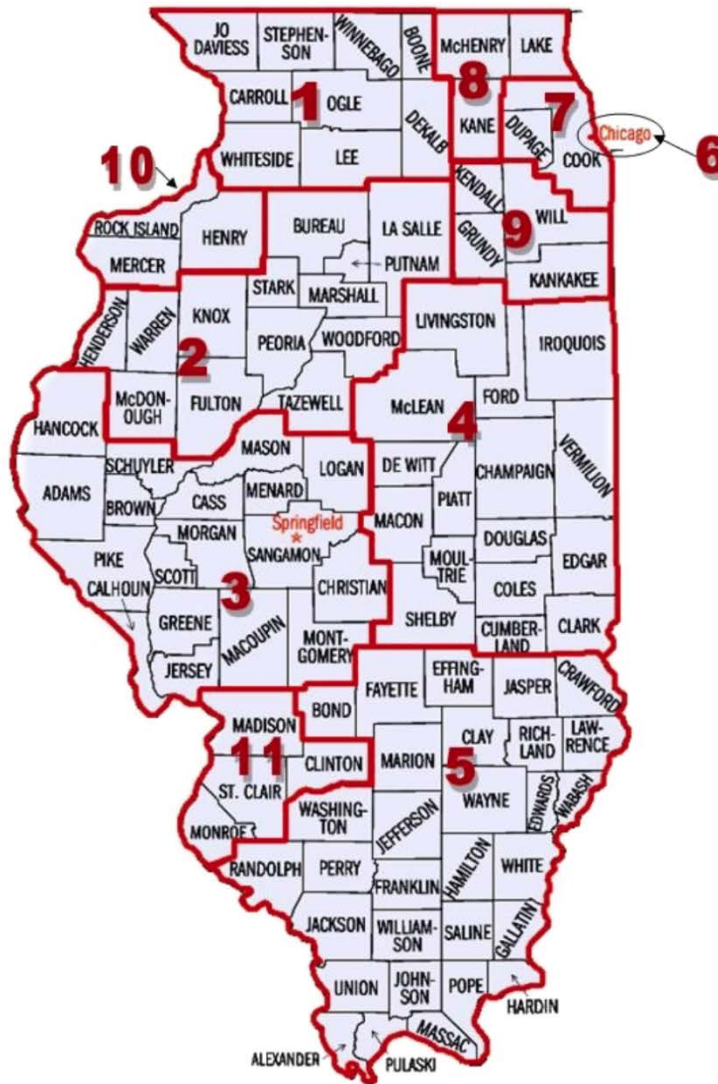 JO
DAVIESS
STEPHEN-
SON
WINNEBAGO
BOONE
McHENRY
LAKE
8
CARROLL
1
OGLE
DEKALB
KANE
7
DUPAGE
COOK
Chicago
6
WHITESIDE
LEE
10
KENDALL
WILL
9
GRUNDY
KANKAKEE
ROCK ISLAND
HENRY
MERCER
BUREAU
LA SALLE
PUTNAM
STARK
MARSHALL
HENDERSON
WARREN
KNOX
2
PEORIA
WOODFORD
LIVINGSTON
IROQUOIS
McDON-
OUGH
FULTON
TAZEWELL
McLEAN
4
FORD
HANCOCK
MASON
SCHUYLER
LOGAN
DE WITT
CHAMPAIGN
VERMILION
ADAMS
BROWN
CASS
MENARD
PIATT
MACON
Springfield
MORGAN
SANGAMON
DOUGLAS
PIKE
SCOTT
MOUL-
TRIE
EDGAR
CALHOUN
3
CHRISTIAN
COLES
GREENE
MACOUPIN
SHELBY
CUMBER-
LAND
CLARK
JERSEY
MONT-
GOMERY
EFFING-
HAM
FAYETTE
JASPER
CRAWFORD
BOND
MADISON
11
CLAY
5
RICH-
LAND
LAW-
RENCE
CLINTON
MARION
ST. CLAIR
WAYNE
EDWARDS
WABASH
WASHING-
TON
JEFFERSON
MONROE
RANDOLPH
PERRY
HAMILTON
WHITE
FRANKLIN
JACKSON
WILLIAM-
SON
SALINE
GALLATIN
UNION
JOHN-
SON
POPE
HARDIN
MASSAC
ALEXANDER
PULASKI